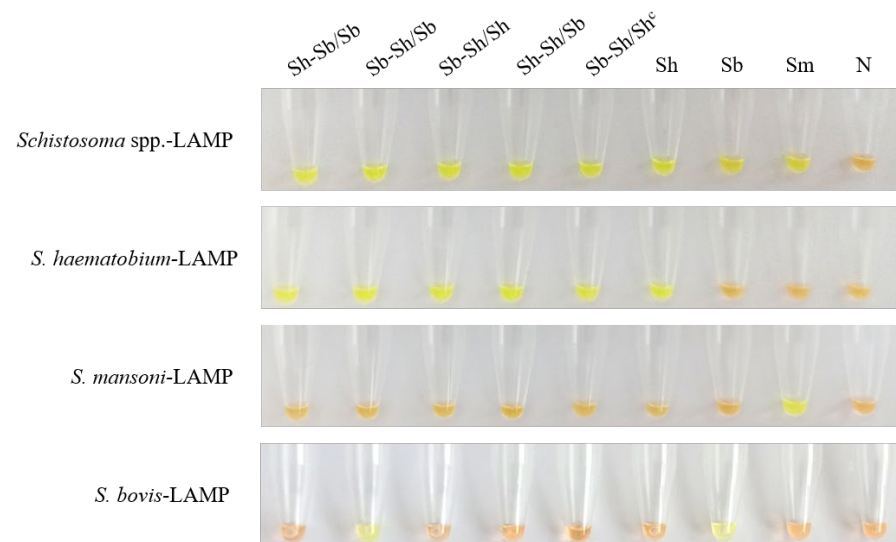 Sh-Sb/Sb Sb-Sh/Sb Sb-Sh/Sh Sh-Sh/Sb Sb-Sh/Shᶜ Sh Sb Sm N
Schistosoma spp.-LAMP
S. haematobium-LAMP
S. mansoni-LAMP
S. bovis-LAMP